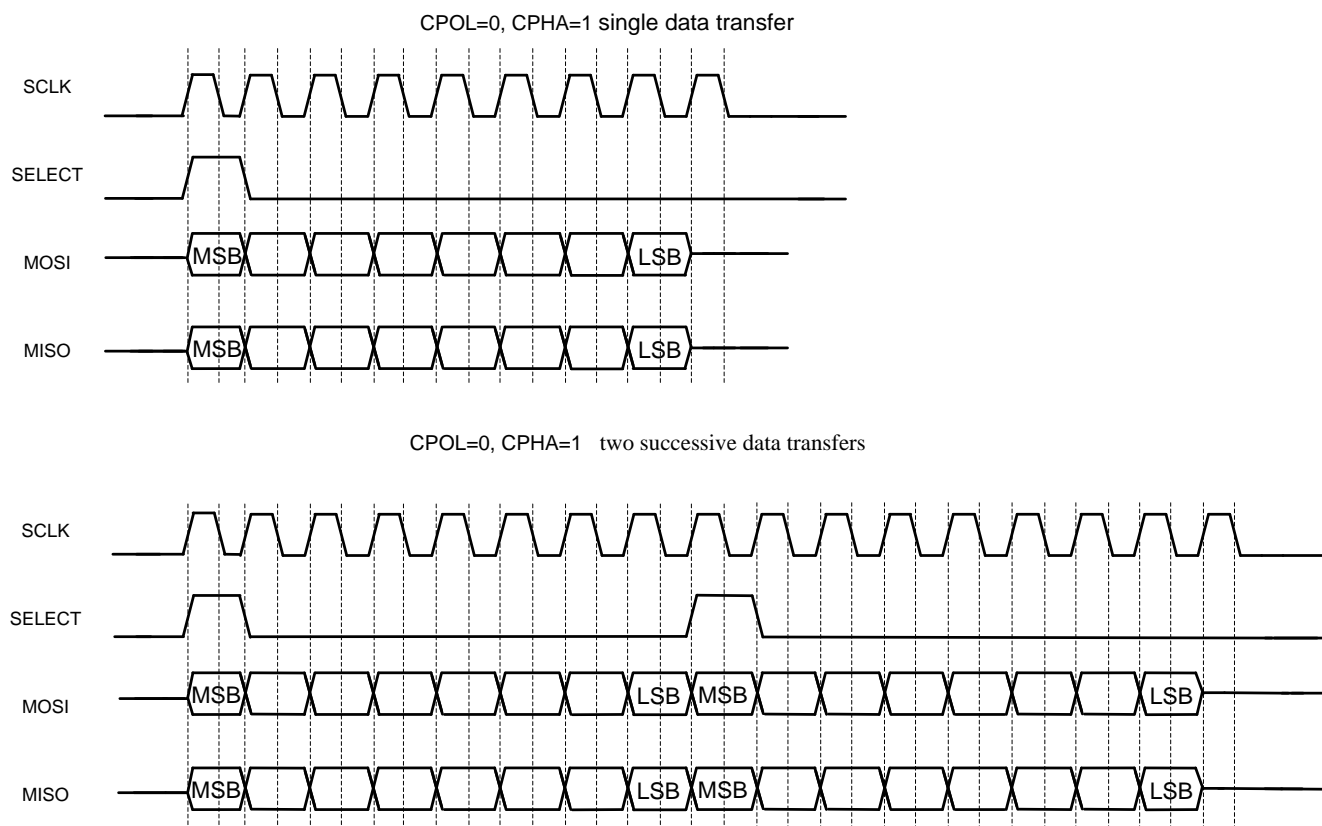 CPOL=0, CPHA=1 single data transfer
SCLK
SELECT
MOSI MSB LSB
MISO MSB LSB
CPOL=0, CPHA=1 two successive data transfers
SCLK
SELECT
MOSI MSB LSB MSB LSB
MISO MSB LSB MSB LSB